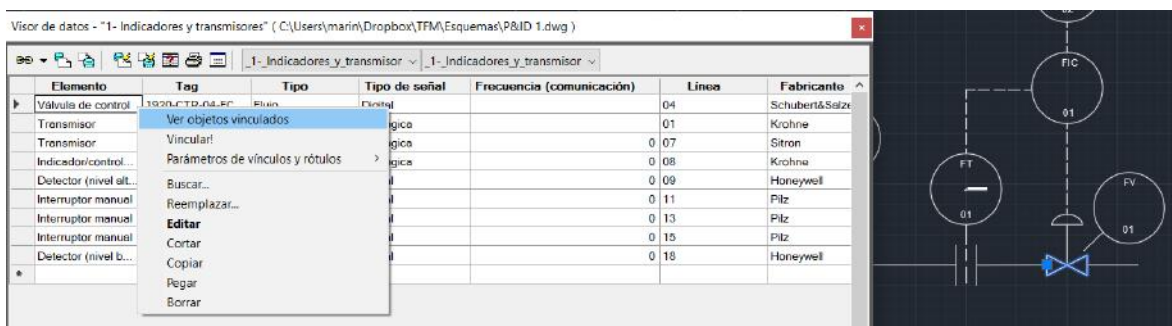 Visor de datos - "1- Indicadores y transmisores" ( C:\Users\marin\Dropbox\TFM\Esquemas\P&ID 1.dwg )
_1-_Indicadores_y_transmisor _1-_Indicadores_y_transmisor
Elemento Tag Tipo Tipo de señal Frecuencia (comunicación) Línea Fabricante
Válvula de control 1920-CTR-04-FC Flujo Digital 04 Schubert&Salze
Transmisor 01 Krohne
Transmisor 0 07 Sitron
Indicador/control... 0 08 Krohne
Detector (nivel alt... 0 09 Honeywell
Interruptor manual 0 11 Pilz
Interruptor manual 0 13 Pilz
Interruptor manual 0 15 Pilz
Detector (nivel b... 0 18 Honeywell
Ver objetos vinculados
Vincular!
Parámetros de vínculos y rótulos
Buscar...
Reemplazar...
Editar
Cortar
Copiar
Pegar
Borrar
FIC
01
FT
01
FV
01